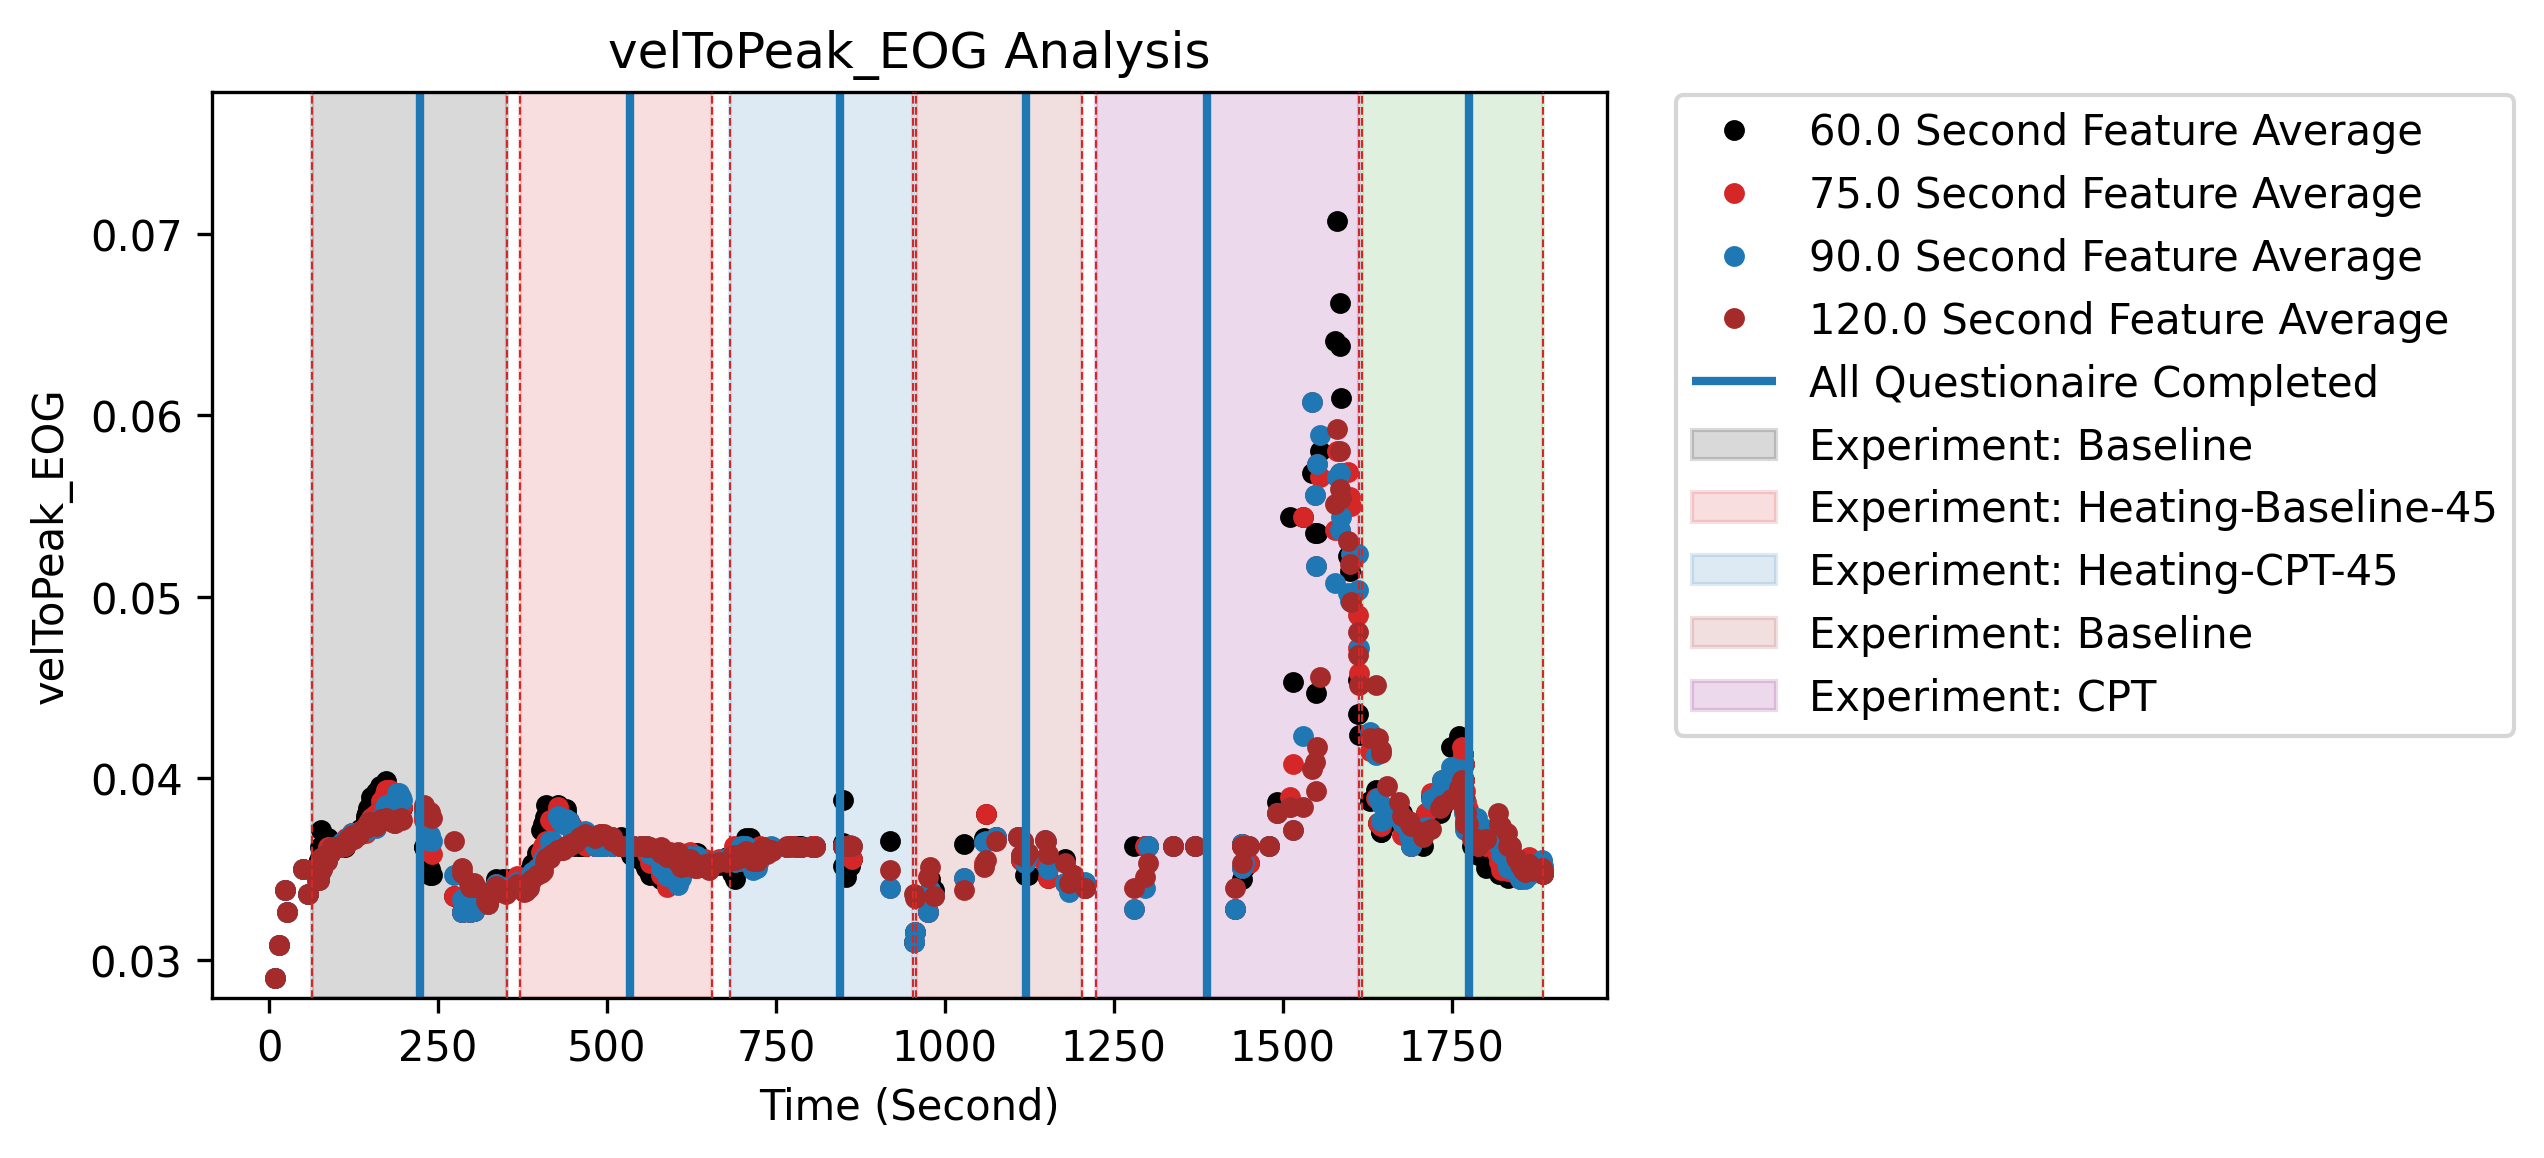 velToPeak_EOG Analysis
velToPeak_EOG
0.07
0.06
0.05
0.04
0.03
0 250 500 750 1000 1250 1500 1750
Time (Second)
60.0 Second Feature Average
75.0 Second Feature Average
90.0 Second Feature Average
120.0 Second Feature Average
All Questionaire Completed
Experiment: Baseline
Experiment: Heating-Baseline-45
Experiment: Heating-CPT-45
Experiment: Baseline
Experiment: CPT